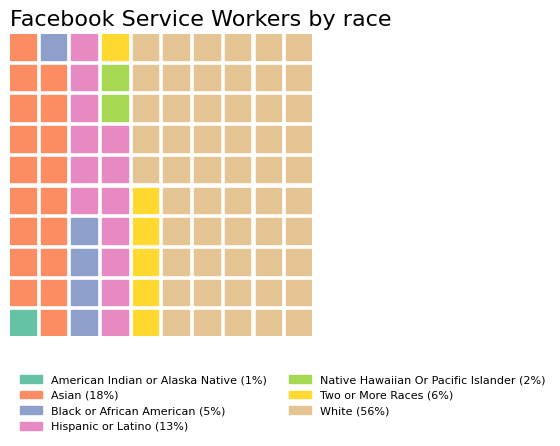 Facebook Service Workers by race
American Indian or Alaska Native (1%)
Asian (18%)
Black or African American (5%)
Hispanic or Latino (13%)
Native Hawaiian Or Pacific Islander (2%)
Two or More Races (6%)
White (56%)